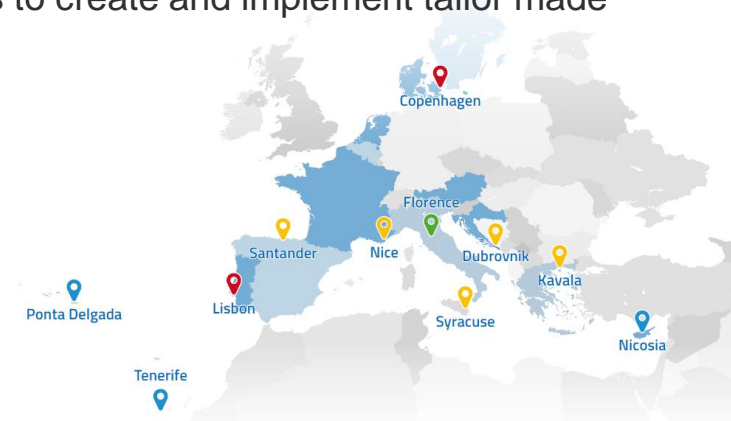 s to create and implement tailor made
Copenhagen
Florence
Santander
Nice
Dubrovnik
Kavala
Lisbon
Ponta Delgada
Syracuse
Nicosia
Tenerife